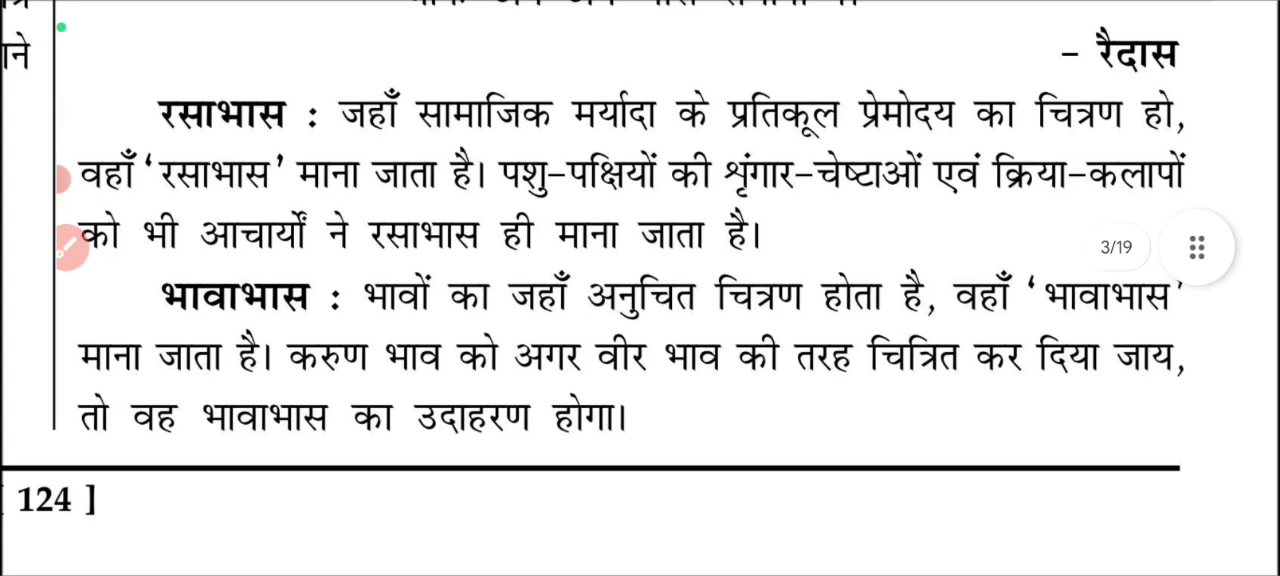 ने
- रैदास
रसाभास : जहाँ सामाजिक मर्यादा के प्रतिकूल प्रेमोदय का चित्रण हो,
वहाँ ‘रसाभास’ माना जाता है। पशु-पक्षियों की शृंगार-चेष्टाओं एवं क्रिया-कलापों
को भी आचार्यों ने रसाभास ही माना जाता है।
3/19
भावाभास : भावों का जहाँ अनुचित चित्रण होता है, वहाँ ‘भावाभास’
माना जाता है। करुण भाव को अगर वीर भाव की तरह चित्रित कर दिया जाय,
तो वह भावाभास का उदाहरण होगा।
124 ]